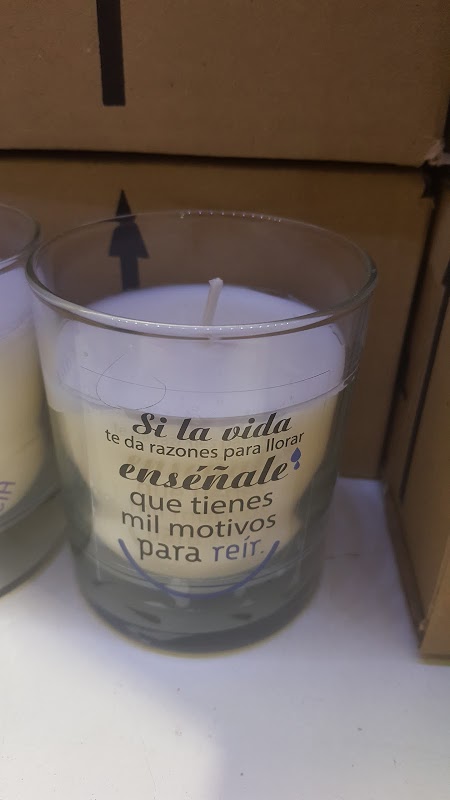 Si la vida
te da razones para llorar
enséñale
que tienes
mil motivos
para reír.